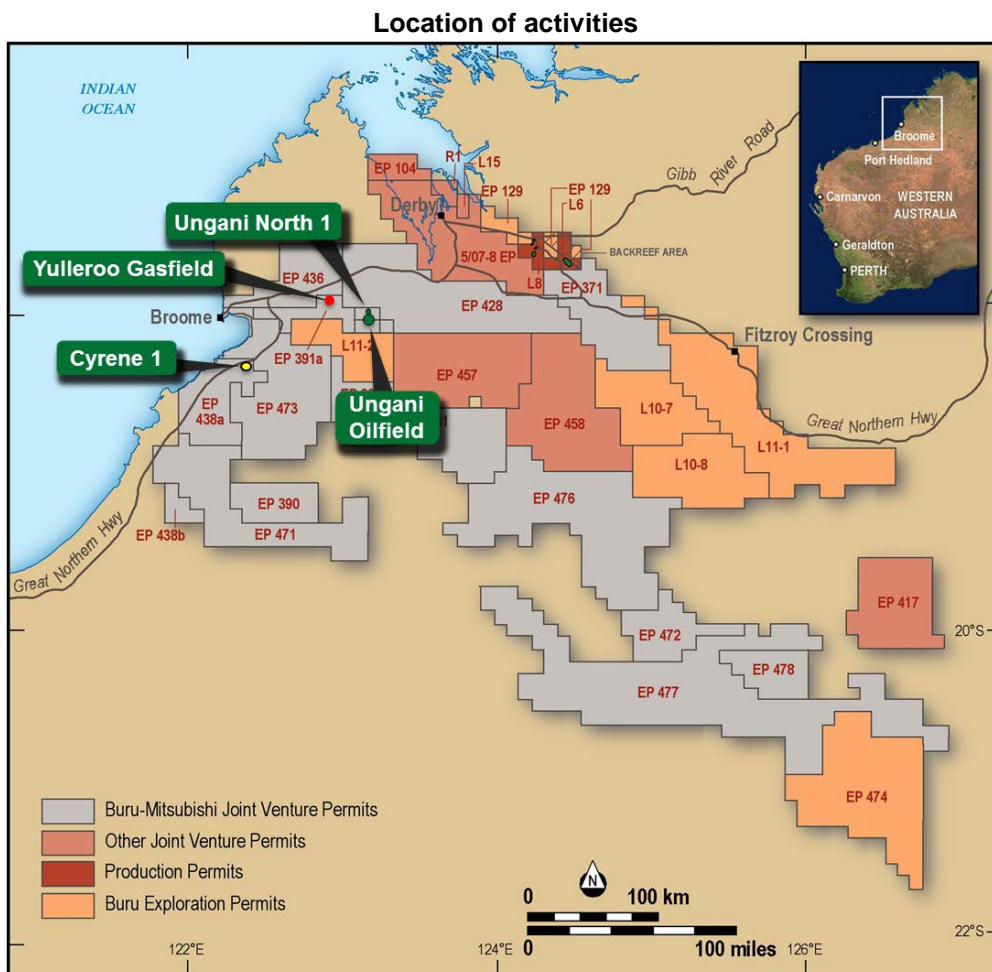 Location of activities
INDIAN
OCEAN
Broome
Port Hedland
Carnarvon
WESTERN
AUSTRALIA
Geraldton
PERTH
Gibb
River Road
R1
L15
EP 104
EP 129
EP 129
L6
Derby
BACKREEF AREA
Ungani North 1
5/07-8 EP
L8
EP 371
Yulleroo Gasfield
EP 436
EP 428
Broome
Fitzroy Crossing
Cyrene 1
EP 391a
L11-2
EP 457
Ungani
Oilfield
EP
438a
EP 473
EP 458
L10-7
L11-1
Great Northern Hwy
L10-8
EP 390
EP 476
EP 438b
EP 471
Great Northern Hwy
EP 417
20°S
EP 472
EP 478
EP 477
EP 474
Buru-Mitsubishi Joint Venture Permits
Other Joint Venture Permits
Production Permits
Buru Exploration Permits
N
0 100 km
0 100 miles
22°S
122°E
124°E
126°E